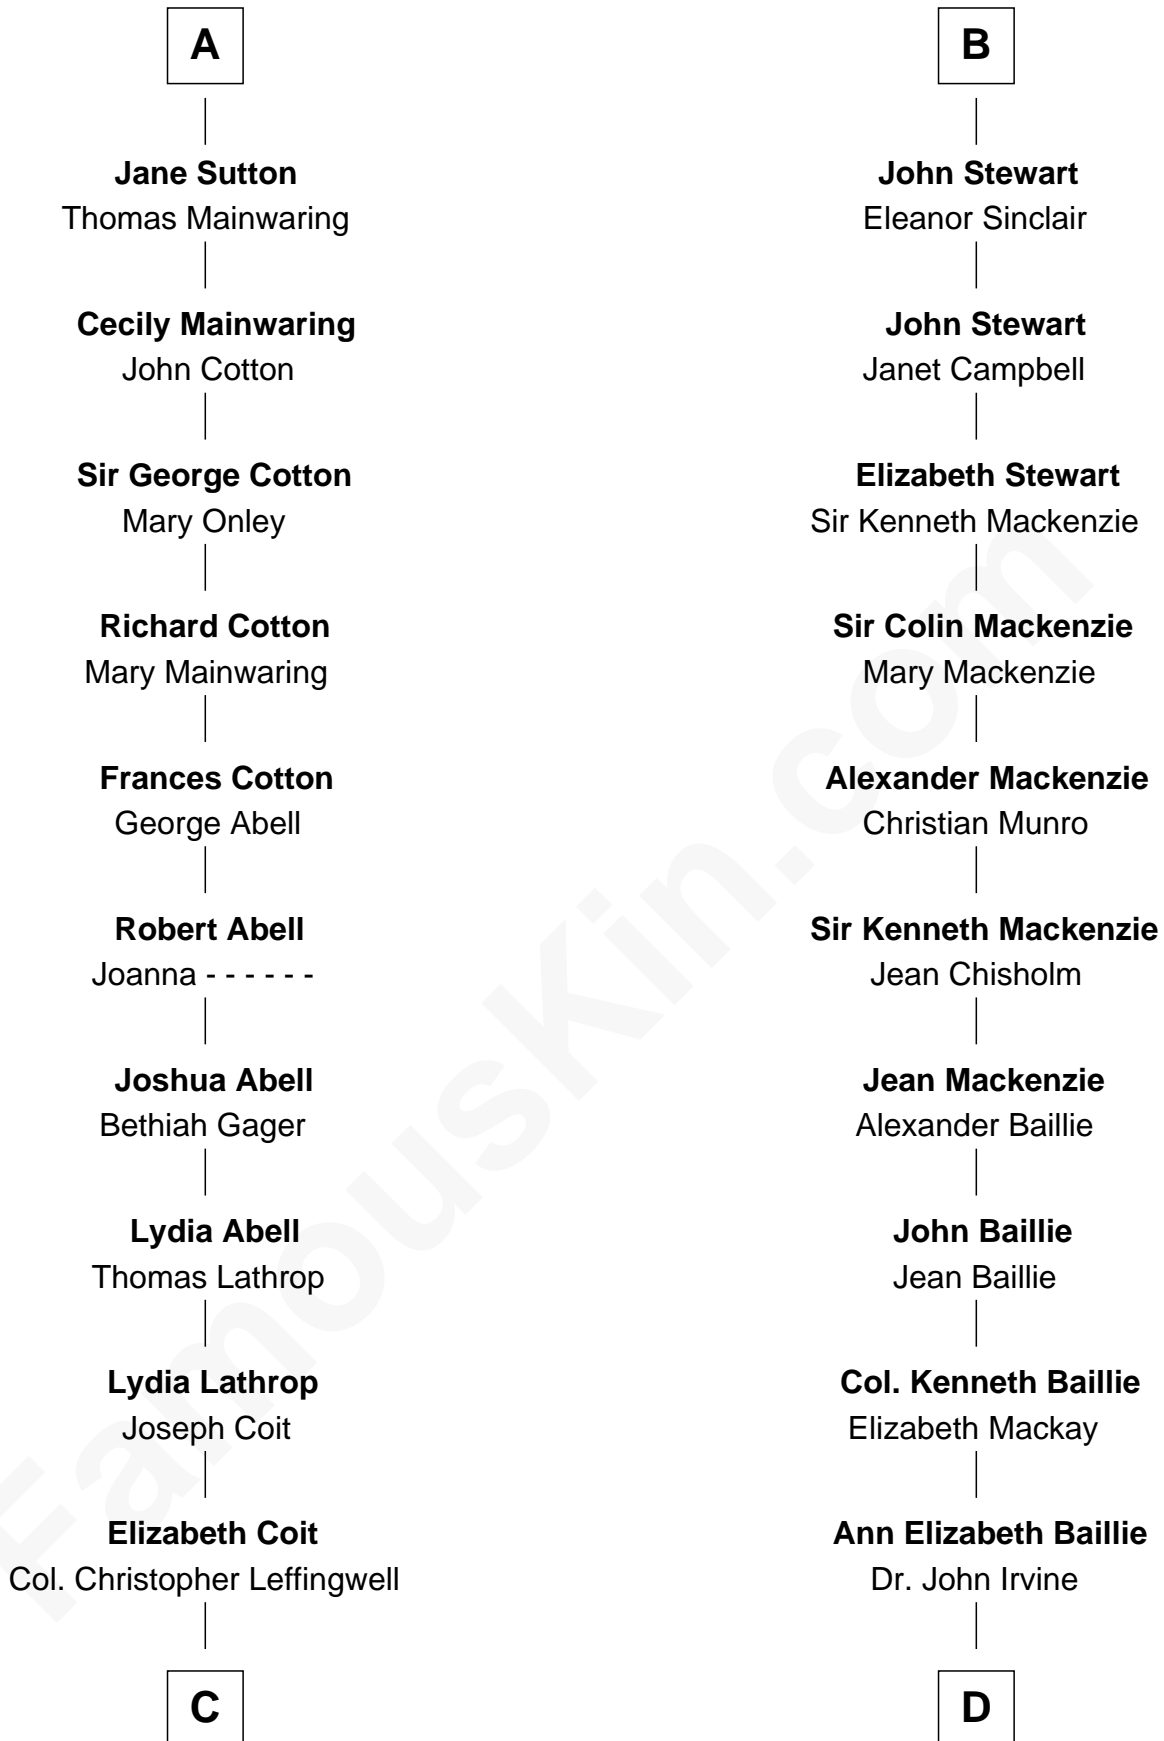 A
Jane Sutton
Thomas Mainwaring
Cecily Mainwaring
John Cotton
Sir George Cotton
Mary Onley
Richard Cotton
Mary Mainwaring
Frances Cotton
George Abell
Robert Abell
Joanna - - - - - -
Joshua Abell
Bethiah Gager
Lydia Abell
Thomas Lathrop
Lydia Lathrop
Joseph Coit
Elizabeth Coit
Col. Christopher Leffingwell
C
B
John Stewart
Eleanor Sinclair
John Stewart
Janet Campbell
Elizabeth Stewart
Sir Kenneth Mackenzie
Sir Colin Mackenzie
Mary Mackenzie
Alexander Mackenzie
Christian Munro
Sir Kenneth Mackenzie
Jean Chisholm
Jean Mackenzie
Alexander Baillie
John Baillie
Jean Baillie
Col. Kenneth Baillie
Elizabeth Mackay
Ann Elizabeth Baillie
Dr. John Irvine
D
FamousKin.com